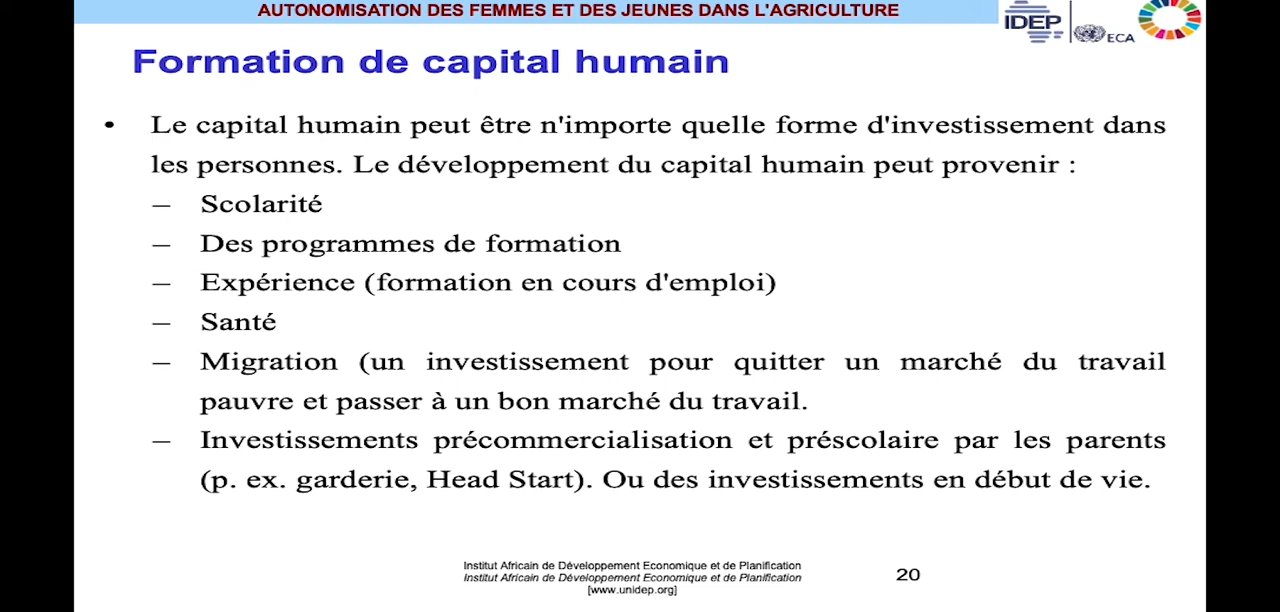 AUTONOMISATION DES FEMMES ET DES JEUNES DANS L'AGRICULTURE
IDEP
ECA
Formation de capital humain
• Le capital humain peut être n'importe quelle forme d'investissement dans
les personnes. Le développement du capital humain peut provenir :
– Scolarité
– Des programmes de formation
– Expérience (formation en cours d'emploi)
– Santé
– Migration (un investissement pour quitter un marché du travail
pauvre et passer à un bon marché du travail.
– Investissements précommercialisation et préscolaire par les parents
(p. ex. garderie, Head Start). Ou des investissements en début de vie.
Institut Africain de Développement Economique et de Planification
Institut Africain de Développement Economique et de Planification
[www.unidep.org]
20